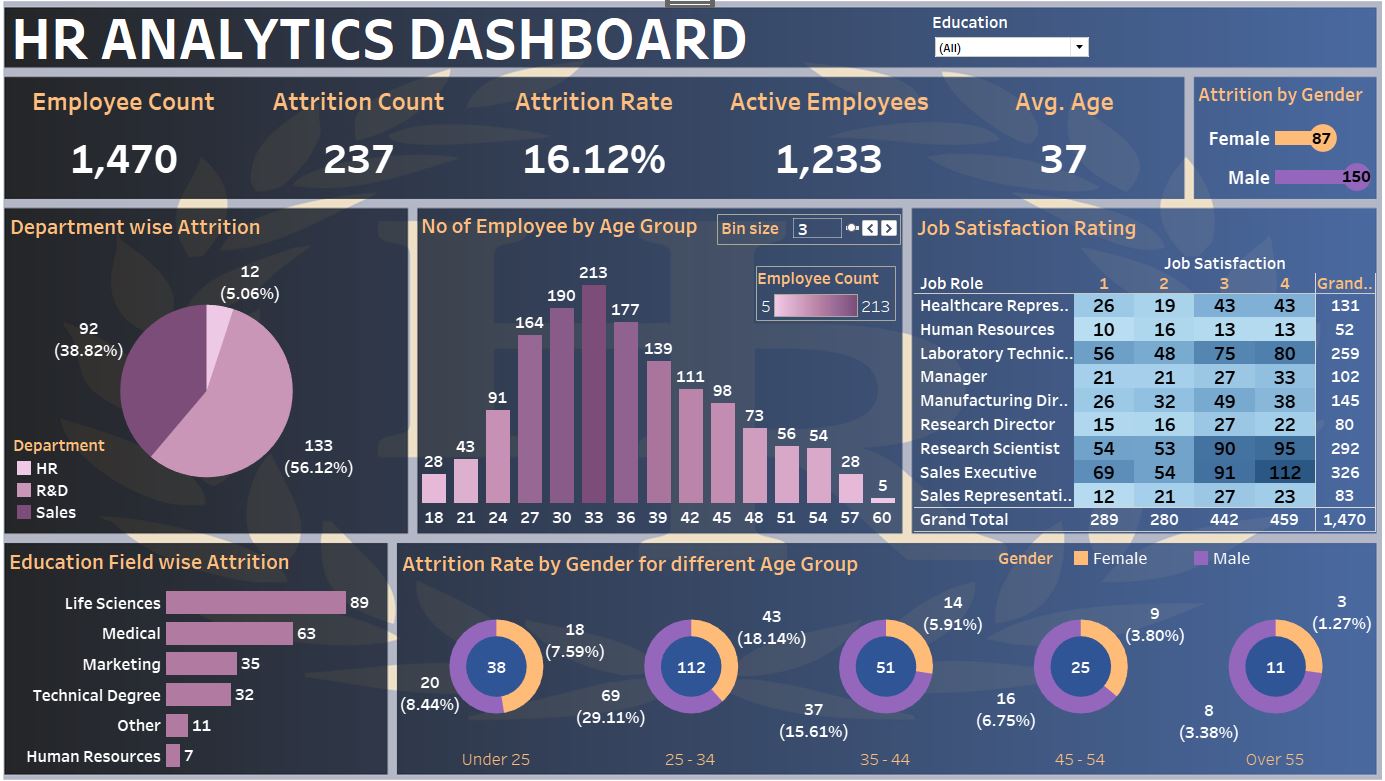 HR ANALYTICS DASHBOARD
Education
(All)
Employee Count
Attrition Count
Attrition Rate
Active Employees
Avg. Age
1,470
237
16.12%
1,233
37
Attrition by Gender
Female 87
Male 150
Department wise Attrition
12
(5.06%)
92
(38.82%)
133
(56.12%)
Department
HR
R&D
Sales
No of Employee by Age Group
Bin size 3
Employee Count
5 213
28 43 91 164 190 213 177 139 111 98 73 56 54 28 5
18 21 24 27 30 33 36 39 42 45 48 51 54 57 60
Job Satisfaction Rating
Job Satisfaction
Job Role 1 2 3 4 Grand..
Healthcare Repres.. 26 19 43 43 131
Human Resources 10 16 13 13 52
Laboratory Technic.. 56 48 75 80 259
Manager 21 21 27 33 102
Manufacturing Dir.. 26 32 49 38 145
Research Director 15 16 27 22 80
Research Scientist 54 53 90 95 292
Sales Executive 69 54 91 112 326
Sales Representati.. 12 21 27 23 83
Grand Total 289 280 442 459 1,470
Education Field wise Attrition
Life Sciences 89
Medical 63
Marketing 35
Technical Degree 32
Other 11
Human Resources 7
Attrition Rate by Gender for different Age Group
Gender Female Male
18
(7.59%)
38
20
(8.44%)
Under 25
43
(18.14%)
112
69
(29.11%)
25 - 34
14
(5.91%)
51
37
(15.61%)
35 - 44
9
(3.80%)
25
16
(6.75%)
45 - 54
3
(1.27%)
11
8
(3.38%)
Over 55
HR